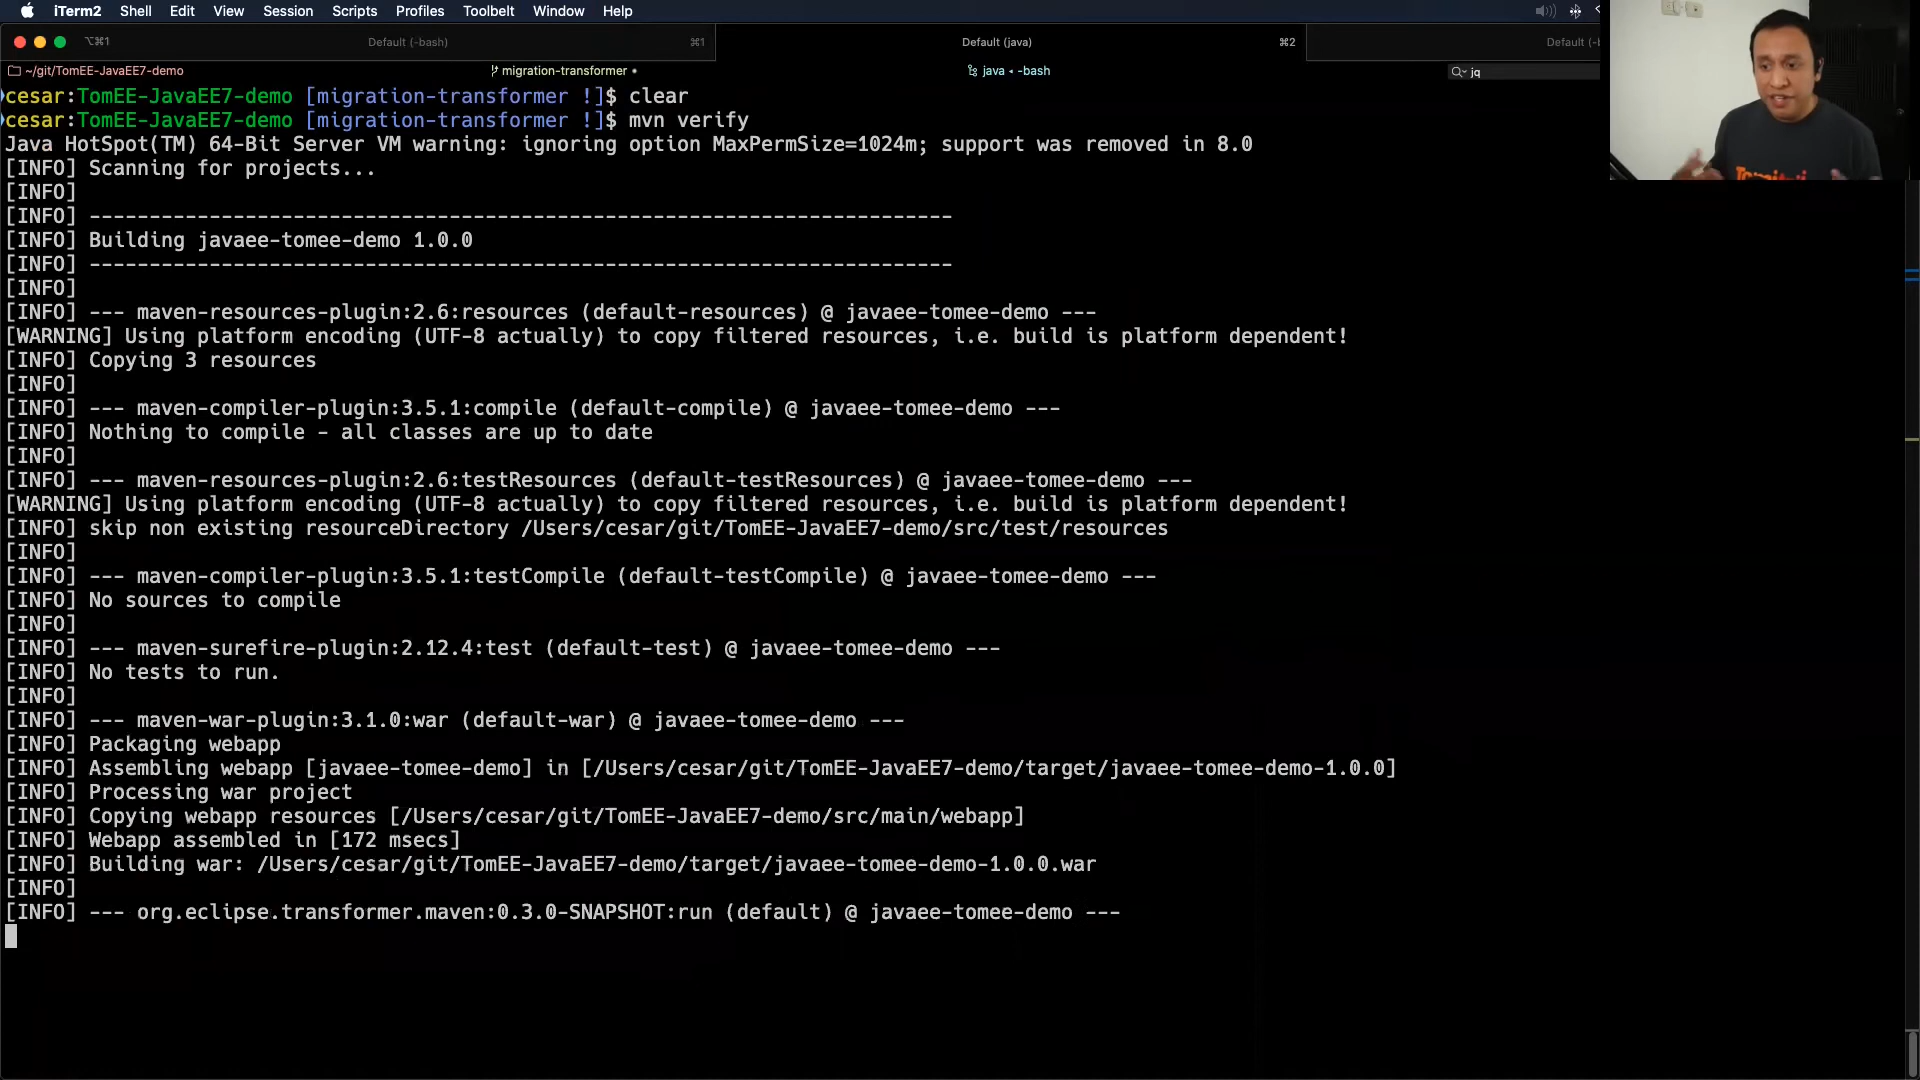 iTerm2 Shell Edit View Session Scripts Profiles Toolbelt Window Help
⌥⌘1 Default (-bash) ⌘1 Default (java) ⌘2 Default (-b
~/git/TomEE-JavaEE7-demo migration-transformer • java ◂ -bash jq
cesar:TomEE-JavaEE7-demo [migration-transformer !]$ clear
cesar:TomEE-JavaEE7-demo [migration-transformer !]$ mvn verify
Java HotSpot(TM) 64-Bit Server VM warning: ignoring option MaxPermSize=1024m; support was removed in 8.0
[INFO] Scanning for projects...
[INFO]
[INFO] ------------------------------------------------------------------------
[INFO] Building javaee-tomee-demo 1.0.0
[INFO] ------------------------------------------------------------------------
[INFO]
[INFO] --- maven-resources-plugin:2.6:resources (default-resources) @ javaee-tomee-demo ---
[WARNING] Using platform encoding (UTF-8 actually) to copy filtered resources, i.e. build is platform dependent!
[INFO] Copying 3 resources
[INFO]
[INFO] --- maven-compiler-plugin:3.5.1:compile (default-compile) @ javaee-tomee-demo ---
[INFO] Nothing to compile - all classes are up to date
[INFO]
[INFO] --- maven-resources-plugin:2.6:testResources (default-testResources) @ javaee-tomee-demo ---
[WARNING] Using platform encoding (UTF-8 actually) to copy filtered resources, i.e. build is platform dependent!
[INFO] skip non existing resourceDirectory /Users/cesar/git/TomEE-JavaEE7-demo/src/test/resources
[INFO]
[INFO] --- maven-compiler-plugin:3.5.1:testCompile (default-testCompile) @ javaee-tomee-demo ---
[INFO] No sources to compile
[INFO]
[INFO] --- maven-surefire-plugin:2.12.4:test (default-test) @ javaee-tomee-demo ---
[INFO] No tests to run.
[INFO]
[INFO] --- maven-war-plugin:3.1.0:war (default-war) @ javaee-tomee-demo ---
[INFO] Packaging webapp
[INFO] Assembling webapp [javaee-tomee-demo] in [/Users/cesar/git/TomEE-JavaEE7-demo/target/javaee-tomee-demo-1.0.0]
[INFO] Processing war project
[INFO] Copying webapp resources [/Users/cesar/git/TomEE-JavaEE7-demo/src/main/webapp]
[INFO] Webapp assembled in [172 msecs]
[INFO] Building war: /Users/cesar/git/TomEE-JavaEE7-demo/target/javaee-tomee-demo-1.0.0.war
[INFO]
[INFO] --- org.eclipse.transformer.maven:0.3.0-SNAPSHOT:run (default) @ javaee-tomee-demo ---